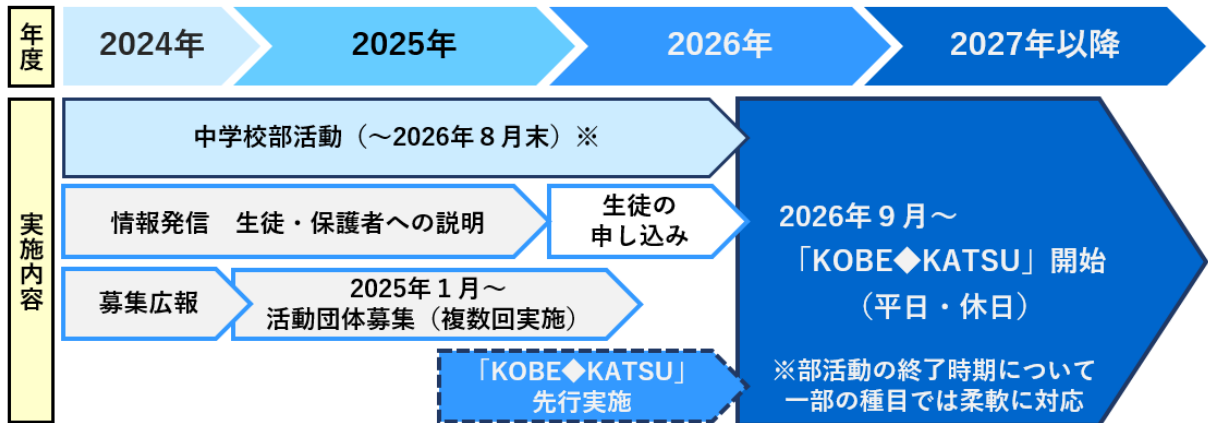 年度
2024年
2025年
2026年
2027年以降
実施内容
中学校部活動（～2026年８月末）※
情報発信　生徒・保護者への説明
生徒の
申し込み
募集広報
2025年１月～
活動団体募集（複数回実施）
「KOBE◆KATSU」
先行実施
2026年９月～
「KOBE◆KATSU」開始
（平日・休日）
※部活動の終了時期について
一部の種目では柔軟に対応